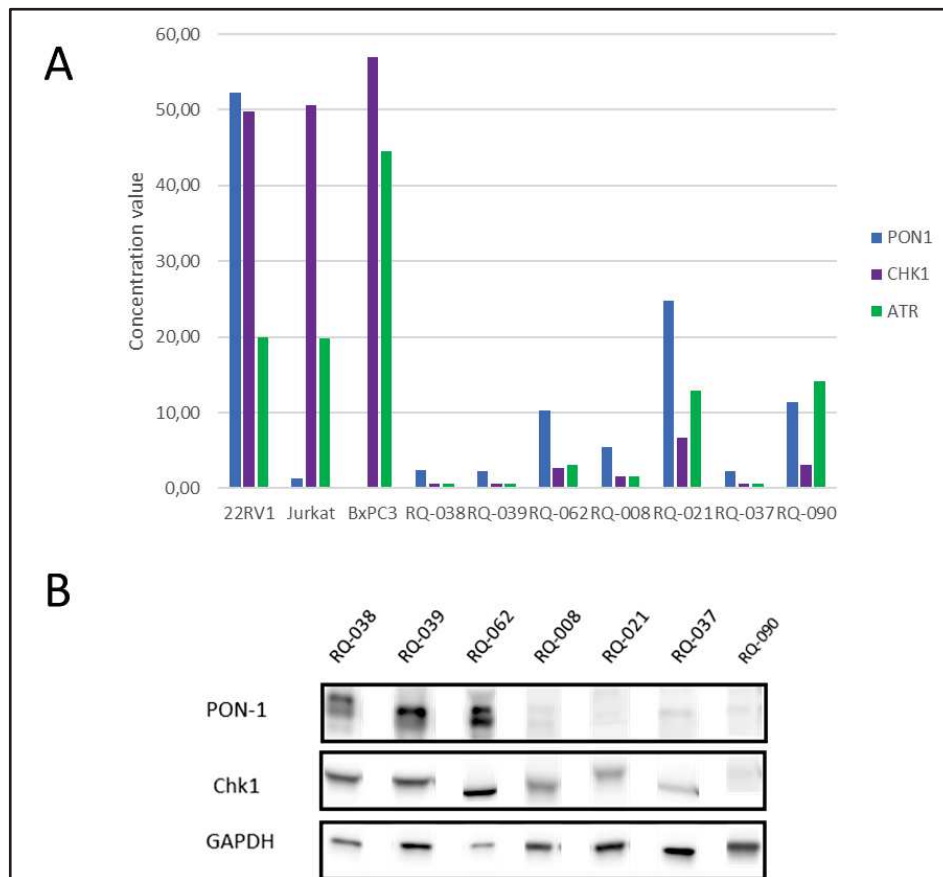 A
60,00
50,00
40,00
30,00
20,00
10,00
0,00
Concentration value
22RV1 Jurkat BxPC3 RQ-038 RQ-039 RQ-062 RQ-008 RQ-021 RQ-037 RQ-090
PON1
CHK1
ATR
B
RQ-038 RQ-039 RQ-062 RQ-008 RQ-021 RQ-037 RQ-090
PON-1
Chk1
GAPDH